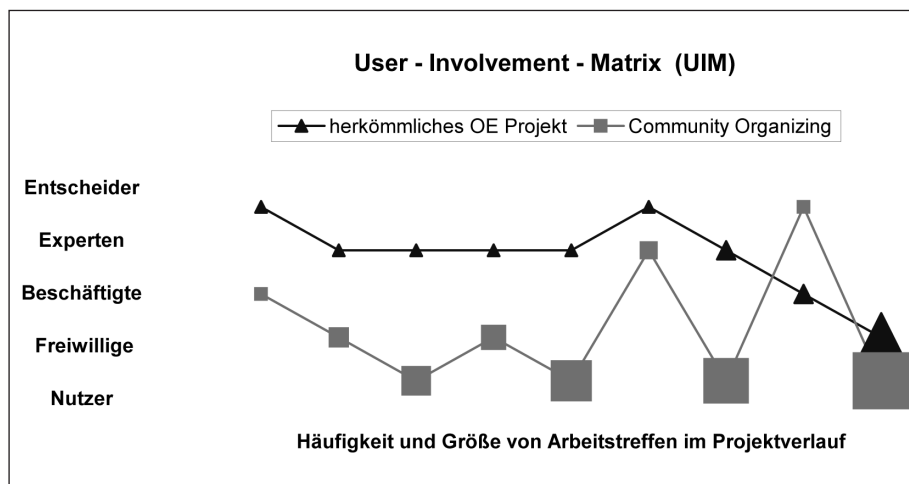 User - Involvement - Matrix (UIM)
herkömmliches OE Projekt Community Organizing
Entscheider
Experten
Beschäftigte
Freiwillige
Nutzer
Häufigkeit und Größe von Arbeitstreffen im Projektverlauf